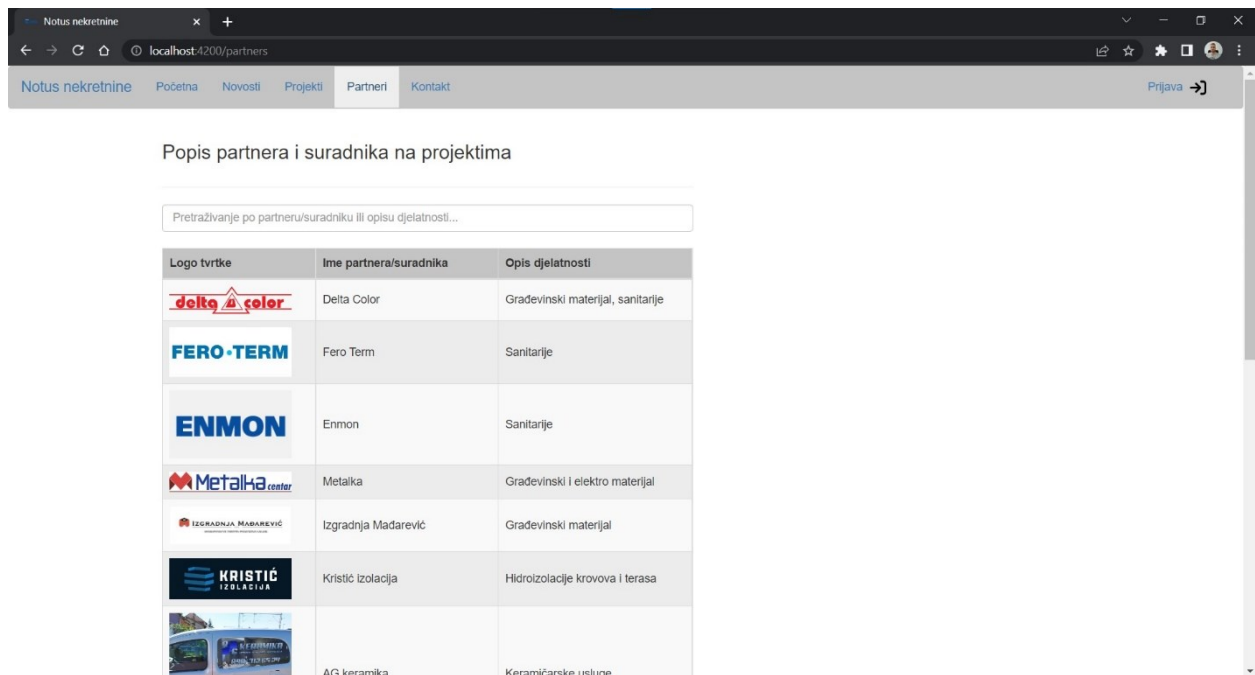 Notus nekretnine
localhost:4200/partners
Notus nekretnine Početna Novosti Projekti Partneri Kontakt Prijava
Popis partnera i suradnika na projektima
Pretraživanje po partneru/suradniku ili opisu djelatnosti...
Logo tvrtke Ime partnera/suradnika Opis djelatnosti
delta color Delta Color Građevinski materijal, sanitarije
FERO·TERM Fero Term Sanitarije
ENMON Enmon Sanitarije
Metalka centar Metalka Građevinski i elektro materijal
IZGRADNJA MAĐAREVIĆ Izgradnja Mađarević Građevinski materijal
KRISTIĆ IZOLACIJA Kristić izolacija Hidroizolacije krovova i terasa
KERAMIKA
AG keramika Keramičarske usluge